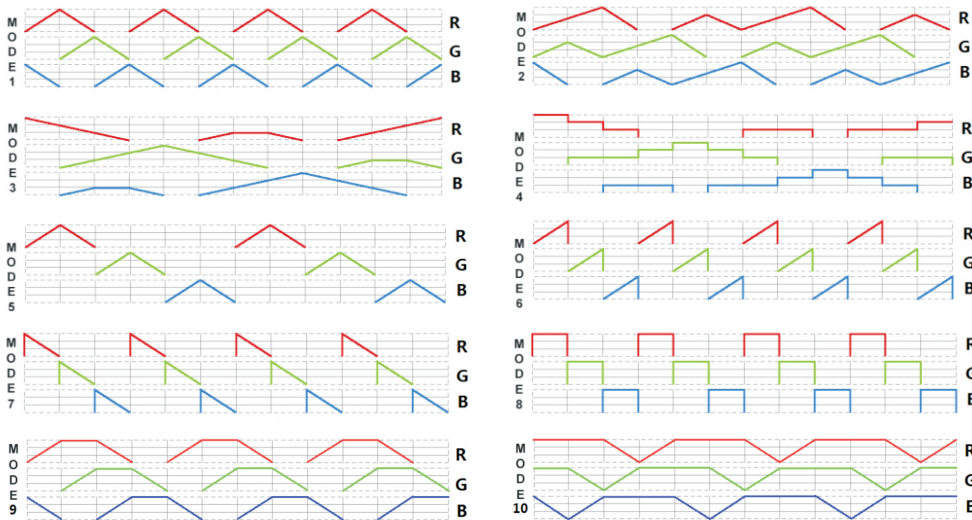 MODE 1 R G B
MODE 2 R G B
MODE 3 R G B
MODE 4 R G B
MODE 5 R G B
MODE 6 R G B
MODE 7 R G B
MODE 8 R G B
MODE 9 R G B
MODE 10 R G B